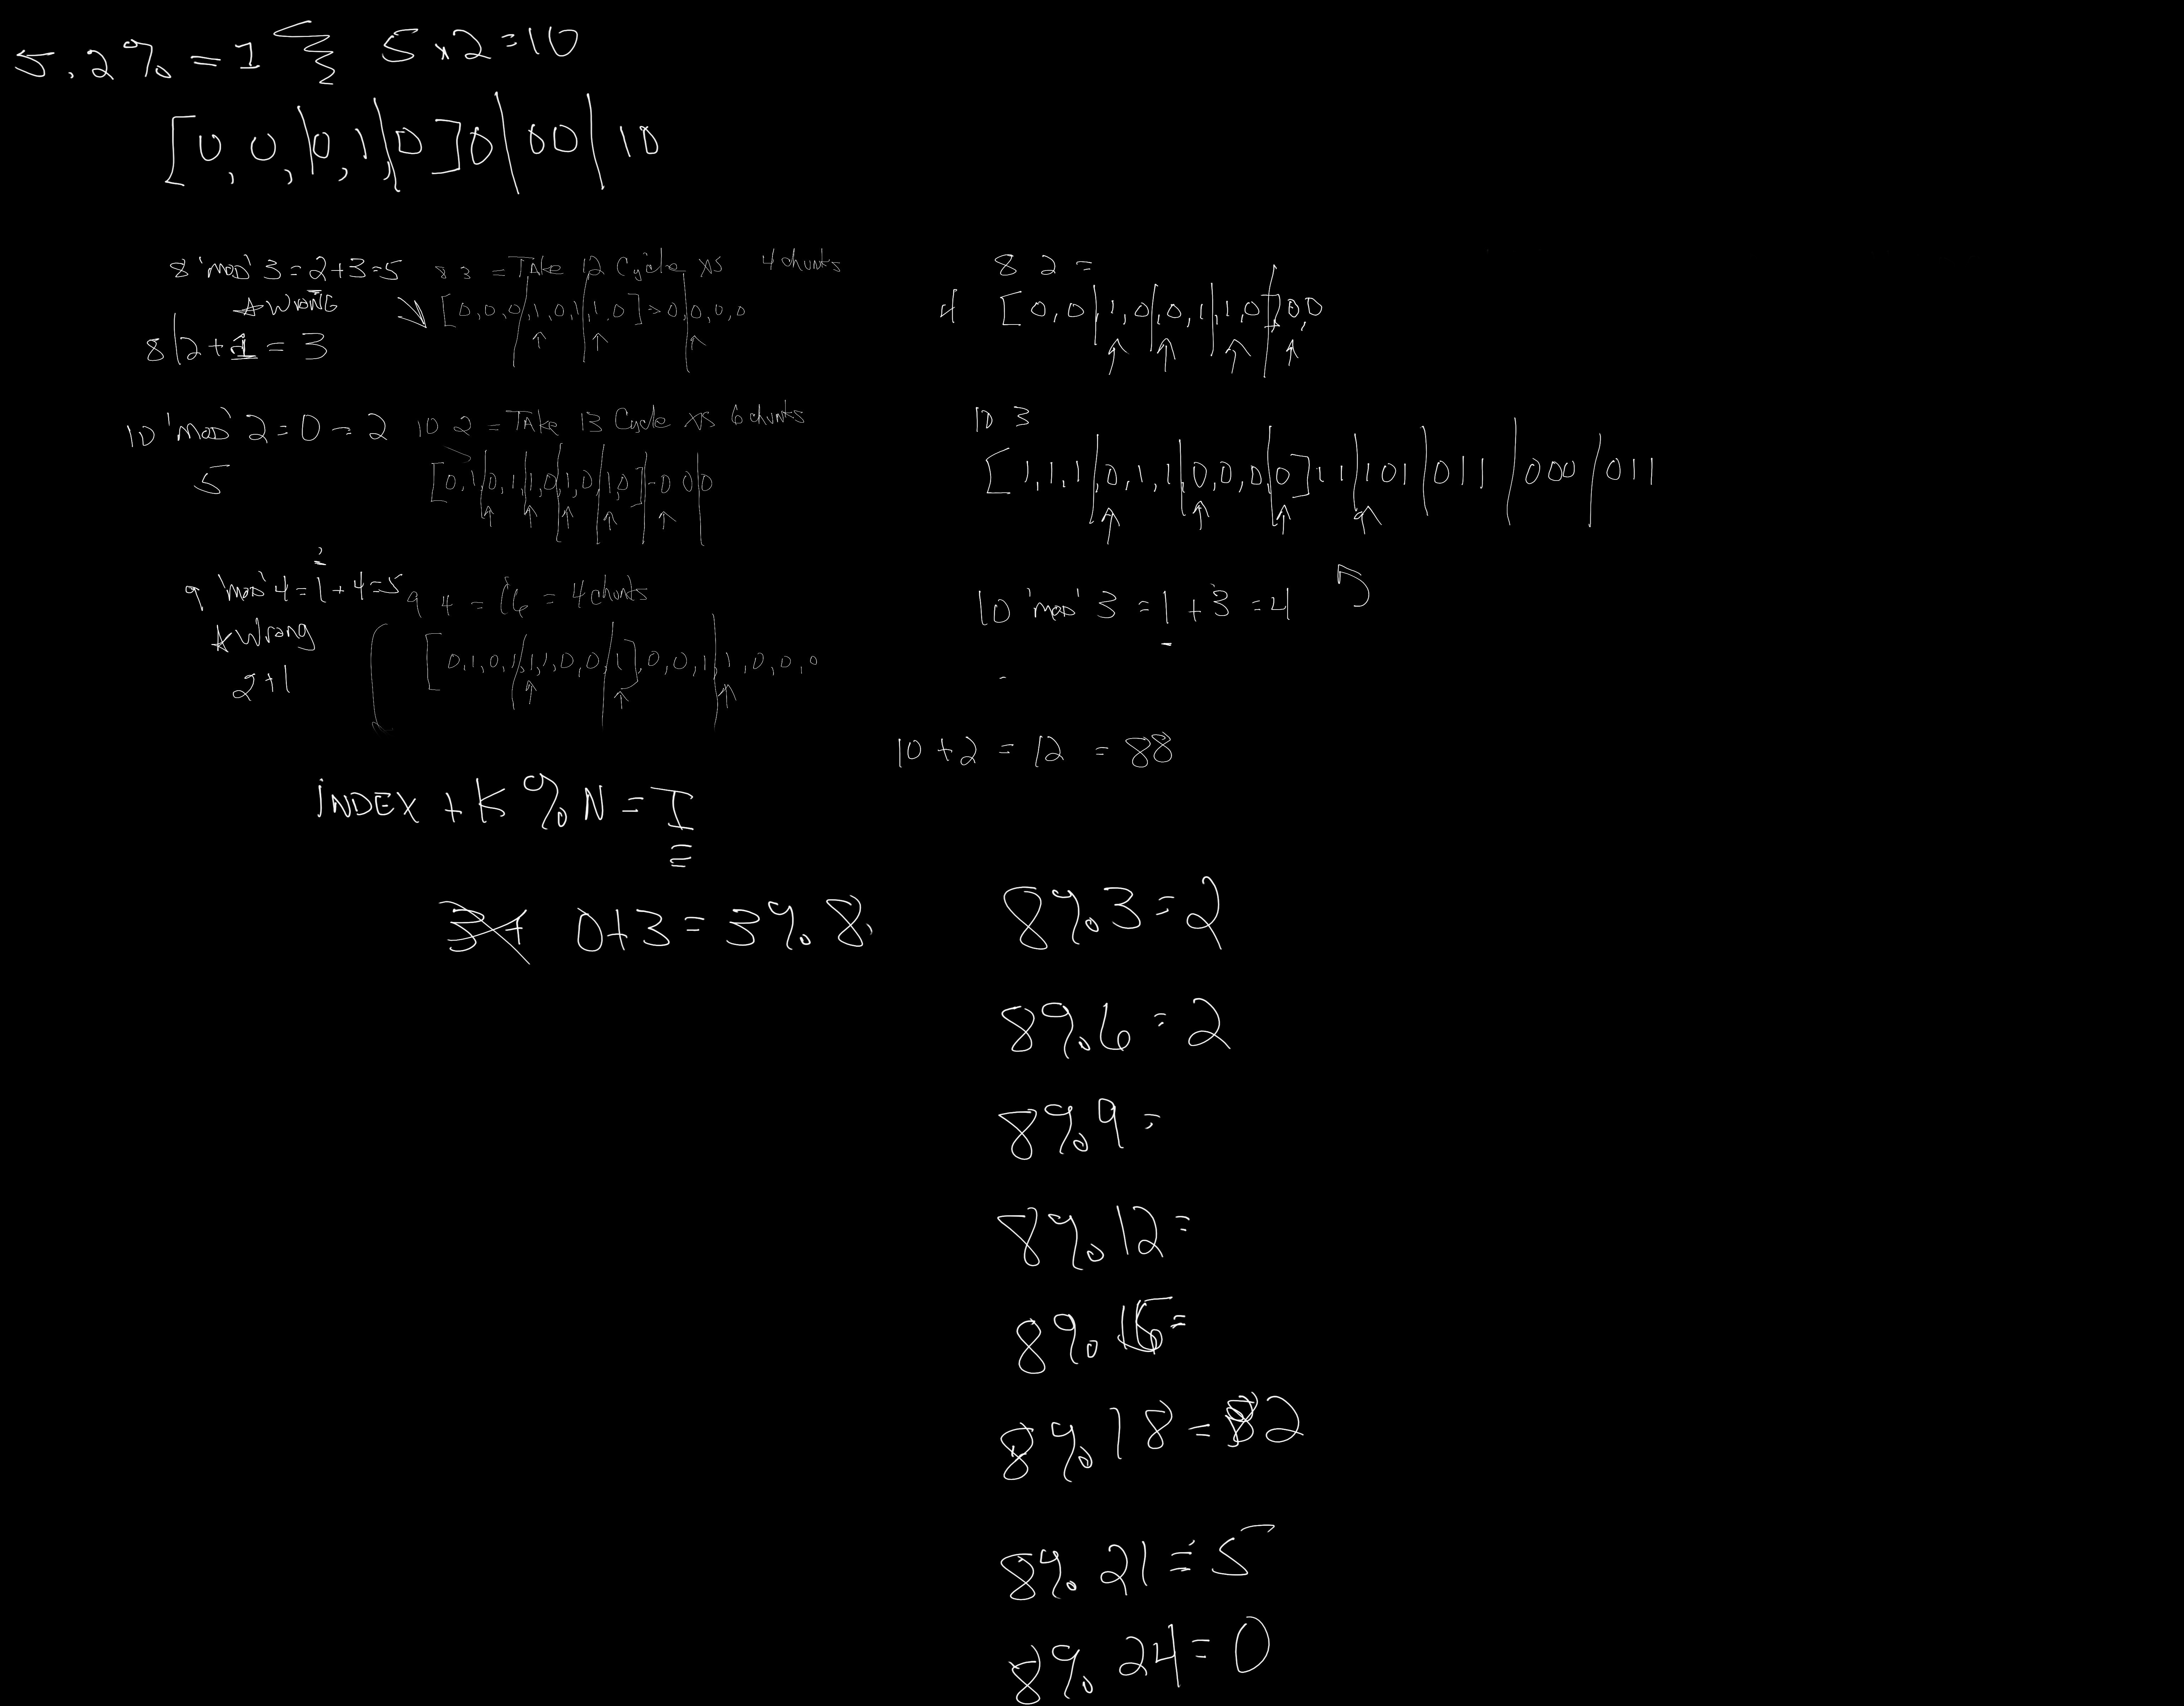 5.2% = 1 5x2=10
[0,0,|0,1,|0]0|00|10
8 'mod' 3=2+3=5
* Wrong
8|2+1=3
8 3 = Take 12 Cycle xs 4 chunks
[0,0,0,|1,0,1,|1,0]>0,|0,0,0
↑ ↑ ↑
8 2 =
4 [0,0,|1,0,|0,1,|1,0]|0,0
↑ ↑ ↑ ↑
10 'mod' 2=0=2
5
10 2 = Take 13 Cycle xs 6 chunks
[0,1,|0,1,|1,0,|1,0,|1,0]|-00|0
↑ ↑ ↑ ↑ ↑
10 3
[1,1,1,|0,1,1,|0,0,0,|0]11|101|011|000|011
↑ ↑ ↑ ↑
9 'mod' 4=1+4=5
* Wrong
2+1
9 4 = 16 = 4 chunks
[0,1,0,1,|1,1,0,0,|1],0,0,1,|1,0,0,0
↑ ↑ ↑
10 'mod' 3 =1+3=4
10+2 = 12 = 88
INDEX + K % N = I
0+3=3%8
8%3=2
8%6=2
8%9=
8%12=
8%15=
8%18=2
8%21=5
8%24=0